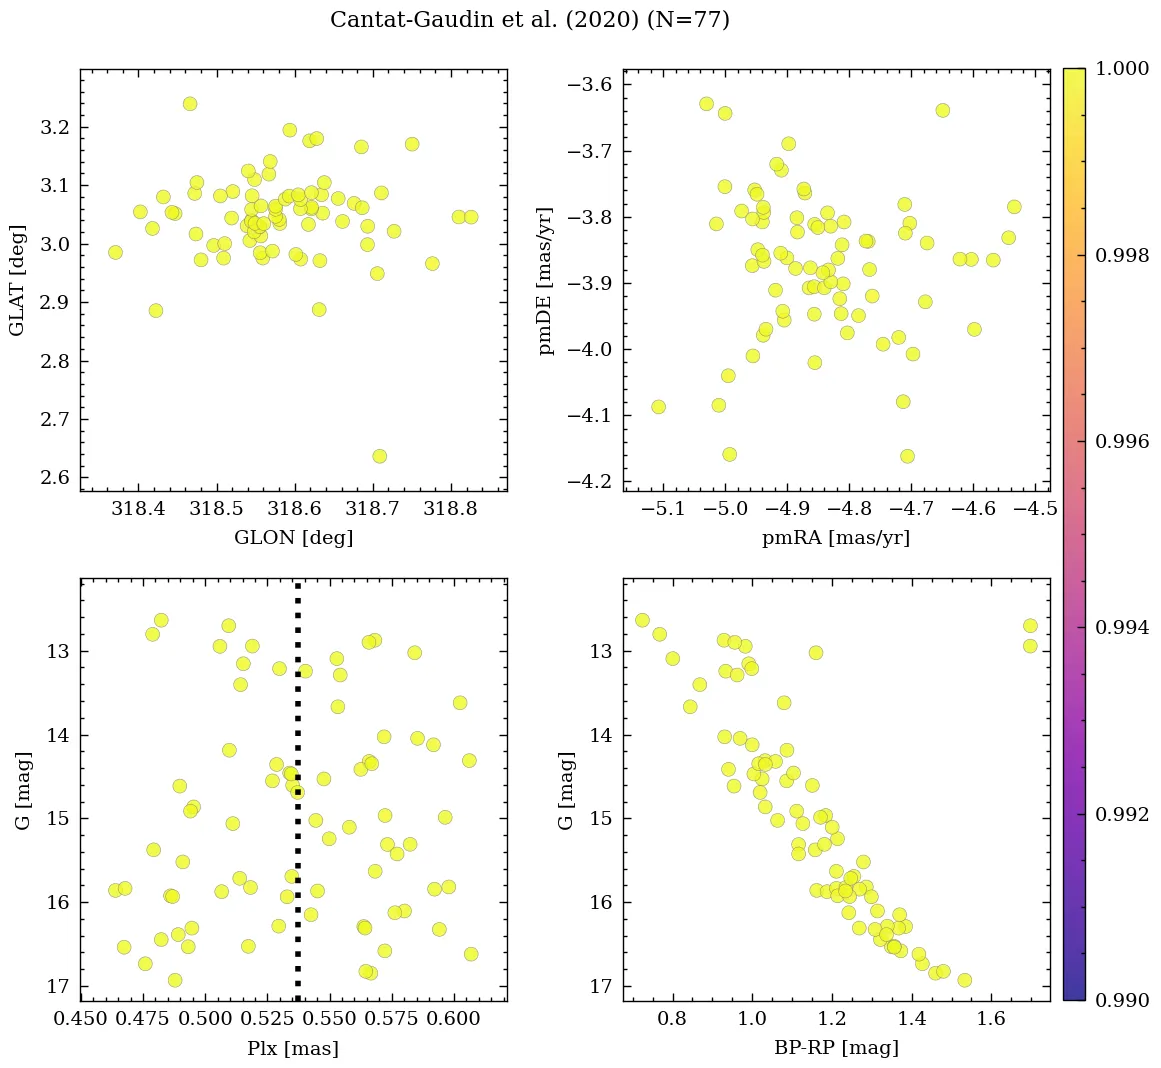 Cantat-Gaudin et al. (2020) (N=77)
3.2
3.1
3.0
2.9
2.8
2.7
2.6
GLAT [deg]
318.4 318.5 318.6 318.7 318.8
GLON [deg]
−3.6
−3.7
−3.8
−3.9
−4.0
−4.1
−4.2
pmDE [mas/yr]
−5.1 −5.0 −4.9 −4.8 −4.7 −4.6 −4.5
pmRA [mas/yr]
1.000
0.998
0.996
0.994
0.992
0.990
13
14
15
16
17
G [mag]
0.450 0.475 0.500 0.525 0.550 0.575 0.600
Plx [mas]
13
14
15
16
17
G [mag]
0.8 1.0 1.2 1.4 1.6
BP-RP [mag]